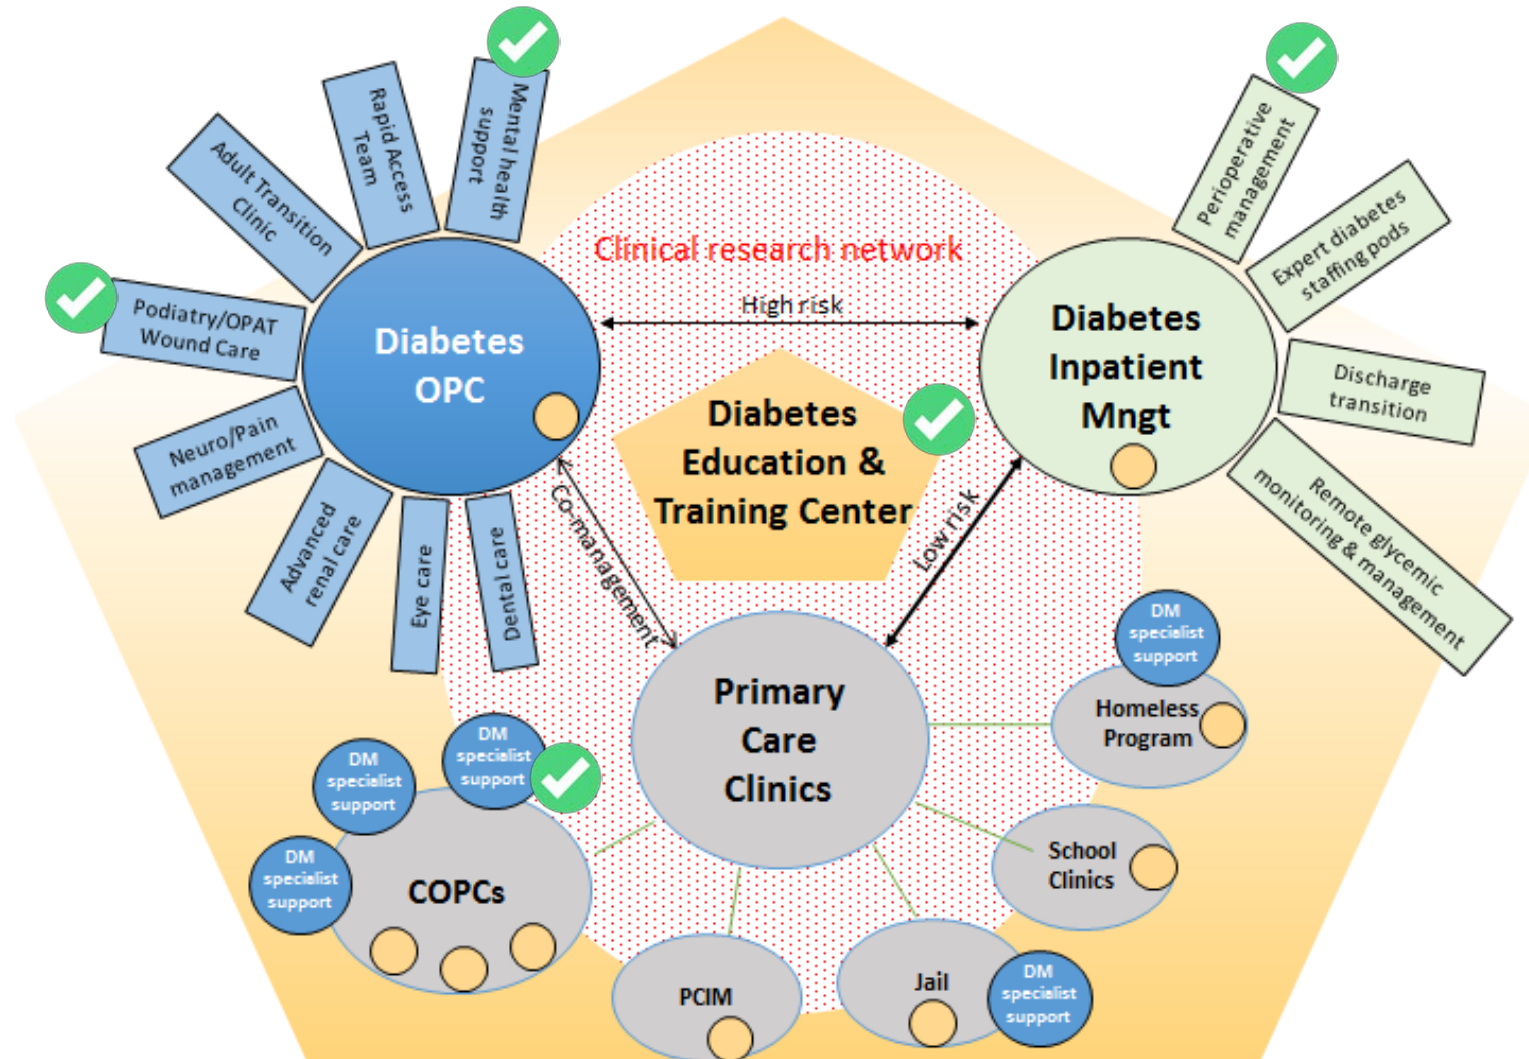 Mental health
support
Rapid Access
Team
Adult Transition
Clinic
Podiatry/OPAT
Wound Care
Neuro/Pain
management
Advanced
renal care
Eye care
Dental care
Diabetes
OPC
Clinical research network
High risk
Diabetes
Education &
Training Center
Co-management
Low risk
Diabetes
Inpatient
Mngt
Perioperative
management
Expert diabetes
staffing pods
Discharge
transition
Remote glycemic
monitoring & management
Primary
Care
Clinics
DM
specialist
support
Homeless
Program
School
Clinics
DM
specialist
support
Jail
PCIM
DM
specialist
support
DM
specialist
support
DM
specialist
support
COPCs